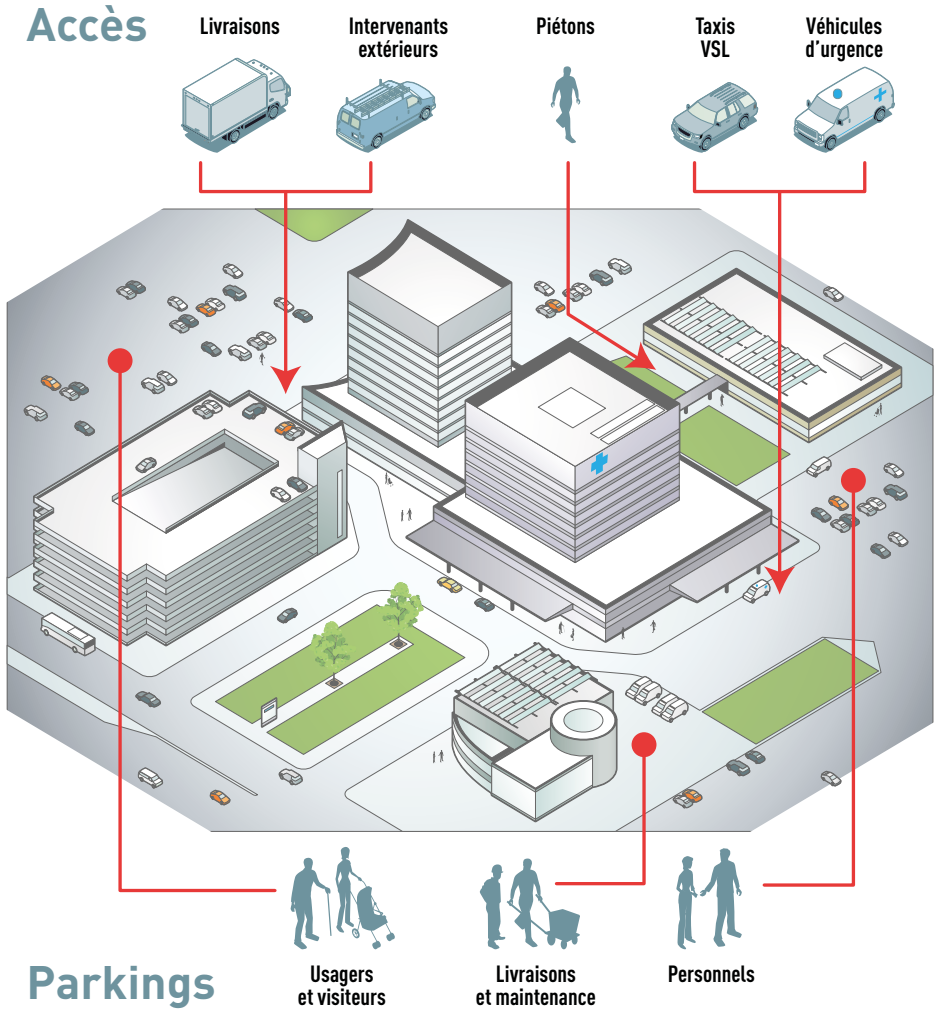 Accès
Livraisons
Intervenants
extérieurs
Piétons
Taxis
VSL
Véhicules
d'urgence
Usagers
et visiteurs
Livraisons
et maintenance
Personnels
Parkings